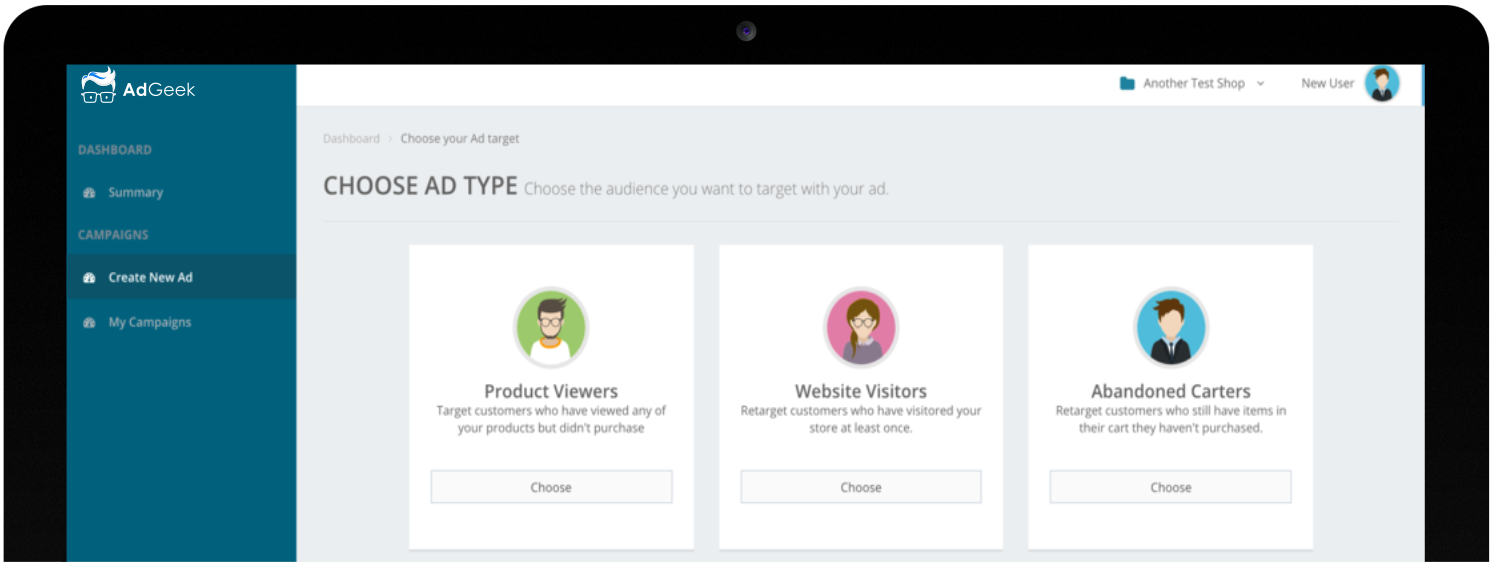 AdGeek
Another Test Shop
New User
DASHBOARD
Summary
CAMPAIGNS
Create New Ad
My Campaigns
Dashboard > Choose your Ad target
CHOOSE AD TYPE Choose the audience you want to target with your ad.
Product Viewers
Target customers who have viewed any of
your products but didn't purchase
Choose
Website Visitors
Retarget customers who have visitored your
store at least once.
Choose
Abandoned Carters
Retarget customers who still have items in
their cart they haven't purchased.
Choose